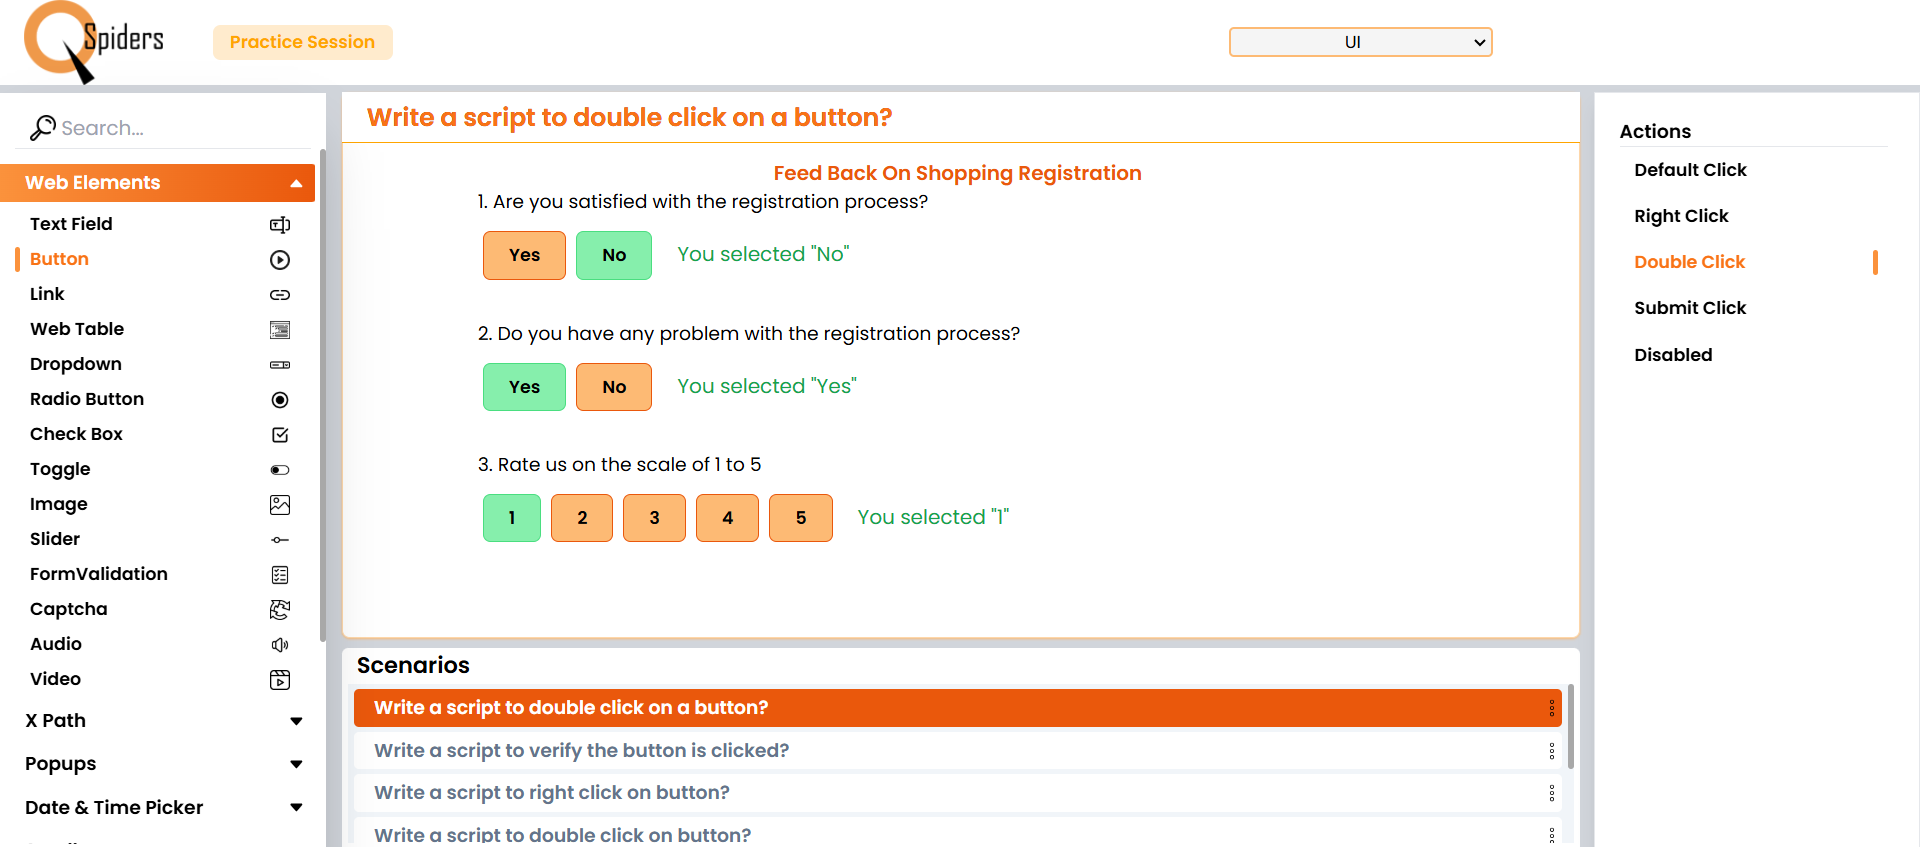 Spiders
Practice Session
UI
Search...
Web Elements
Text Field
Button
Link
Web Table
Dropdown
Radio Button
Check Box
Toggle
Image
Slider
FormValidation
Captcha
Audio
Video
X Path
Popups
Date & Time Picker
Write a script to double click on a button?
Feed Back On Shopping Registration
1. Are you satisfied with the registration process?
Yes No You selected "No"
2. Do you have any problem with the registration process?
Yes No You selected "Yes"
3. Rate us on the scale of 1 to 5
1 2 3 4 5 You selected "1"
Scenarios
Write a script to double click on a button?
Write a script to verify the button is clicked?
Write a script to right click on button?
Write a script to double click on button?
Actions
Default Click
Right Click
Double Click
Submit Click
Disabled